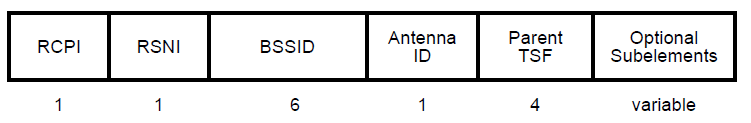 RCPI RSNI BSSID Antenna ID Parent TSF Optional Subelements
1 1 6 1 4 variable